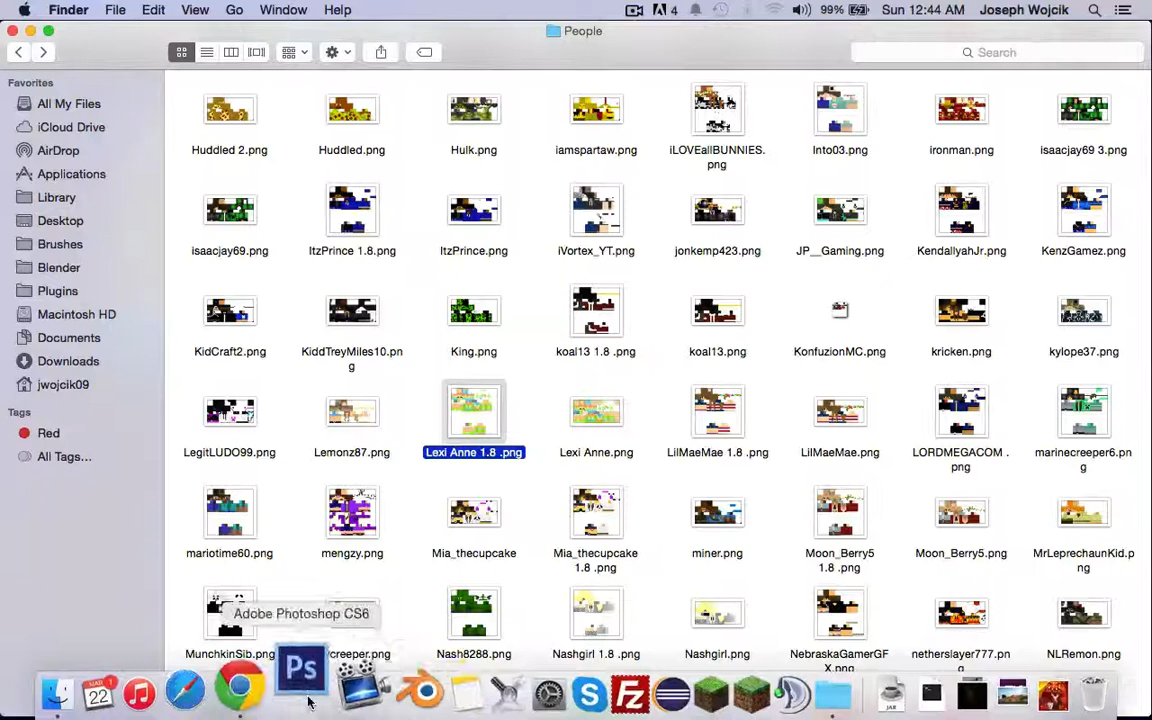 Finder File Edit View Go Window Help 4 99% Sun 12:44 AM Joseph Wojcik
People
Search
Favorites
All My Files
iCloud Drive
AirDrop
Applications
Library
Desktop
Brushes
Blender
Plugins
Macintosh HD
Documents
Downloads
jwojcik09
Tags
Red
All Tags...
Huddled 2.png Huddled.png Hulk.png iamspartaw.png iLOVEallBUNNIES. Into03.png ironman.png isaacjay69 3.png
png
isaacjay69.png ItzPrince 1.8.png ItzPrince.png iVortex_YT.png jonkemp423.png JP__Gaming.png KendallyahJr.png KenzGamez.png
KidCraft2.png KiddTreyMiles10.pn King.png koal13 1.8 .png koal13.png KonfuzionMC.png kricken.png kylope37.png
g
LegitLUDO99.png Lemonz87.png Lexi Anne 1.8 .png Lexi Anne.png LilMaeMae 1.8 .png LilMaeMae.png LORDMEGACOM . marinecreeper6.pn
png g
mariotime60.png mengzy.png Mia_thecupcake Mia_thecupcake miner.png Moon_Berry5 Moon_Berry5.png MrLeprechaunKid.p
1.8 .png 1.8 .png ng
Adobe Photoshop CS6
MunchkinSib.png creeper.png Nash8288.png Nashgirl 1.8 .png Nashgirl.png NebraskaGamerGF netherslayer777.pn NLRemon.png
X.png g
MAR
22
Ps
S
Fz
JAR